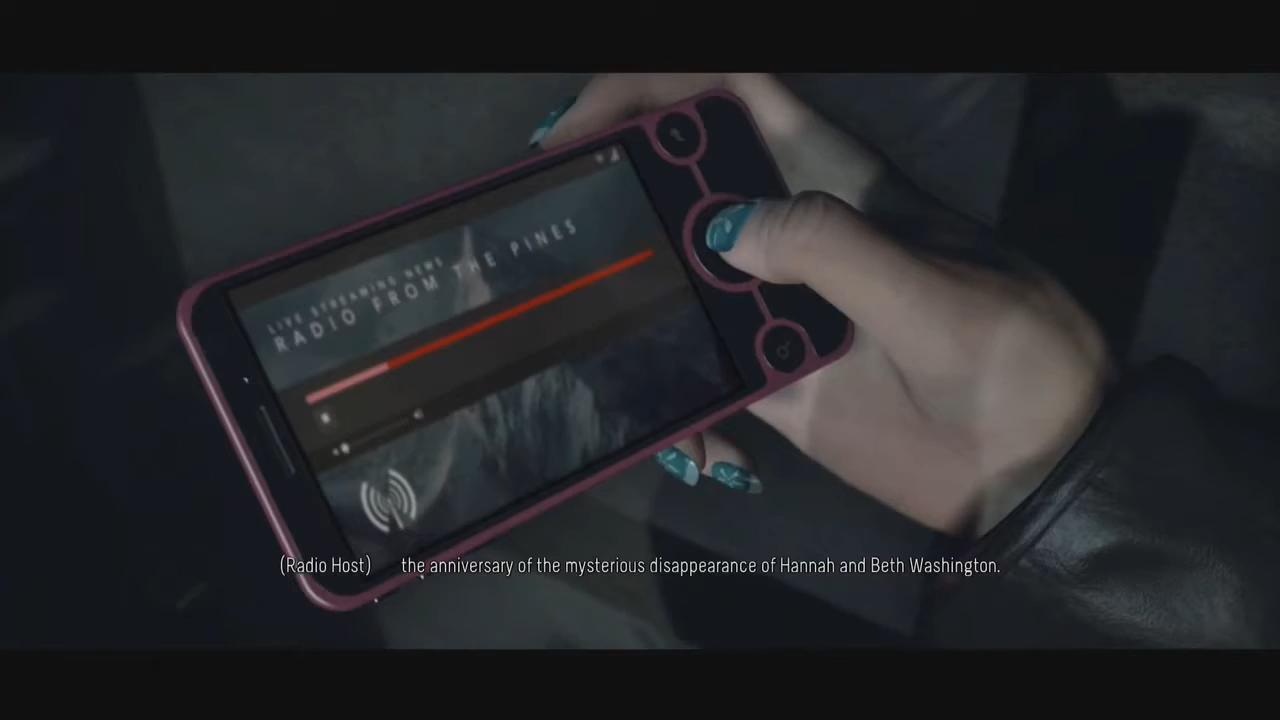 LIVE STREAMING NEWS
RADIO FROM THE PINES
(Radio Host) the anniversary of the mysterious disappearance of Hannah and Beth Washington.